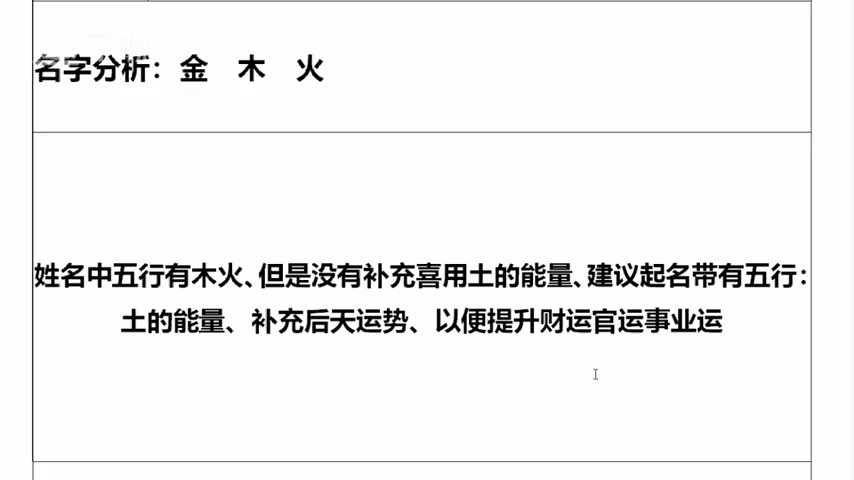 名字分析：金 木 火
姓名中五行有木火、但是没有补充喜用土的能量、建议起名带有五行：
土的能量、补充后天运势、以便提升财运官运事业运